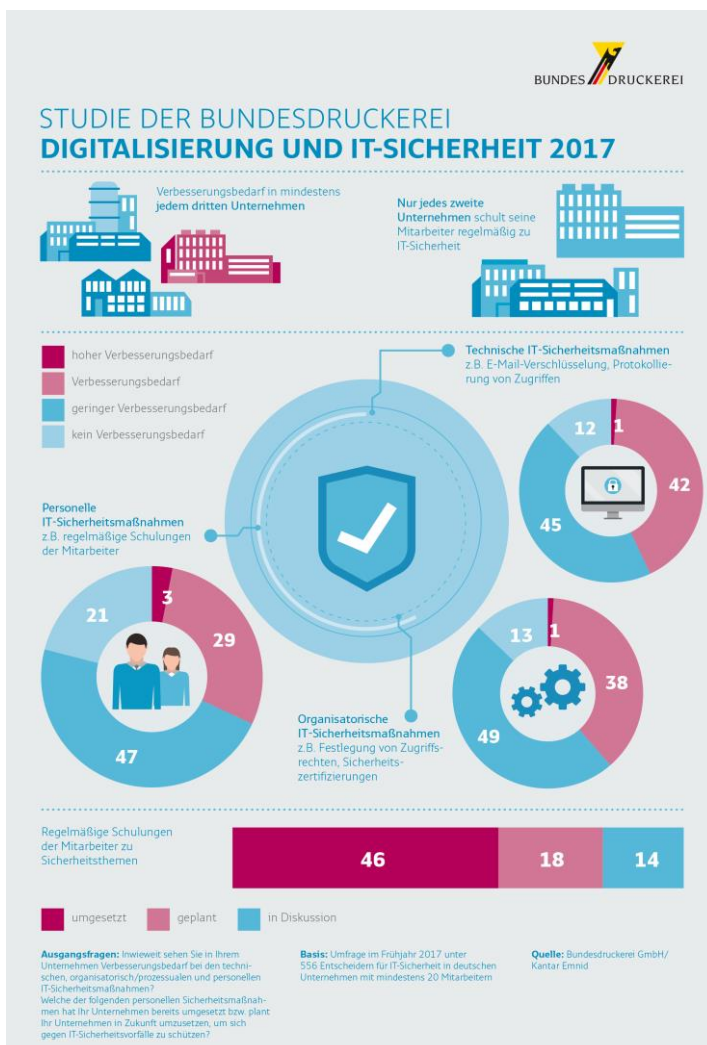 BUNDES DRUCKEREI
STUDIE DER BUNDESDRUCKEREI
DIGITALISIERUNG UND IT-SICHERHEIT 2017
Verbesserungsbedarf in mindestens
jedem dritten Unternehmen
Nur jedes zweite
Unternehmen schult seine
Mitarbeiter regelmäßig zu
IT-Sicherheit
hoher Verbesserungsbedarf
Verbesserungsbedarf
geringer Verbesserungsbedarf
kein Verbesserungsbedarf
Technische IT-Sicherheitsmaßnahmen
z.B. E-Mail-Verschlüsselung, Protokollie-
rung von Zugriffen
12
1
42
45
Personelle
IT-Sicherheitsmaßnahmen
z.B. regelmäßige Schulungen
der Mitarbeiter
21
3
29
47
Organisatorische
IT-Sicherheitsmaßnahmen
z.B. Festlegung von Zugriffs-
rechten, Sicherheits-
zertifizierungen
13
1
38
49
Regelmäßige Schulungen
der Mitarbeiter zu
Sicherheitsthemen
46
18
14
umgesetzt
geplant
in Diskussion
Ausgangsfragen: Inwieweit sehen Sie in Ihrem
Unternehmen Verbesserungsbedarf bei den techni-
schen, organisatorisch/prozessualen und personellen
IT-Sicherheitsmaßnahmen?
Welche der folgenden personellen Sicherheitsmaßnah-
men hat Ihr Unternehmen bereits umgesetzt bzw. plant
Ihr Unternehmen in Zukunft umzusetzen, um sich
gegen IT-Sicherheitsvorfälle zu schützen?
Basis: Umfrage im Frühjahr 2017 unter
556 Entscheidern für IT-Sicherheit in deutschen
Unternehmen mit mindestens 20 Mitarbeitern
Quelle: Bundesdruckerei GmbH/
Kantar Emnid